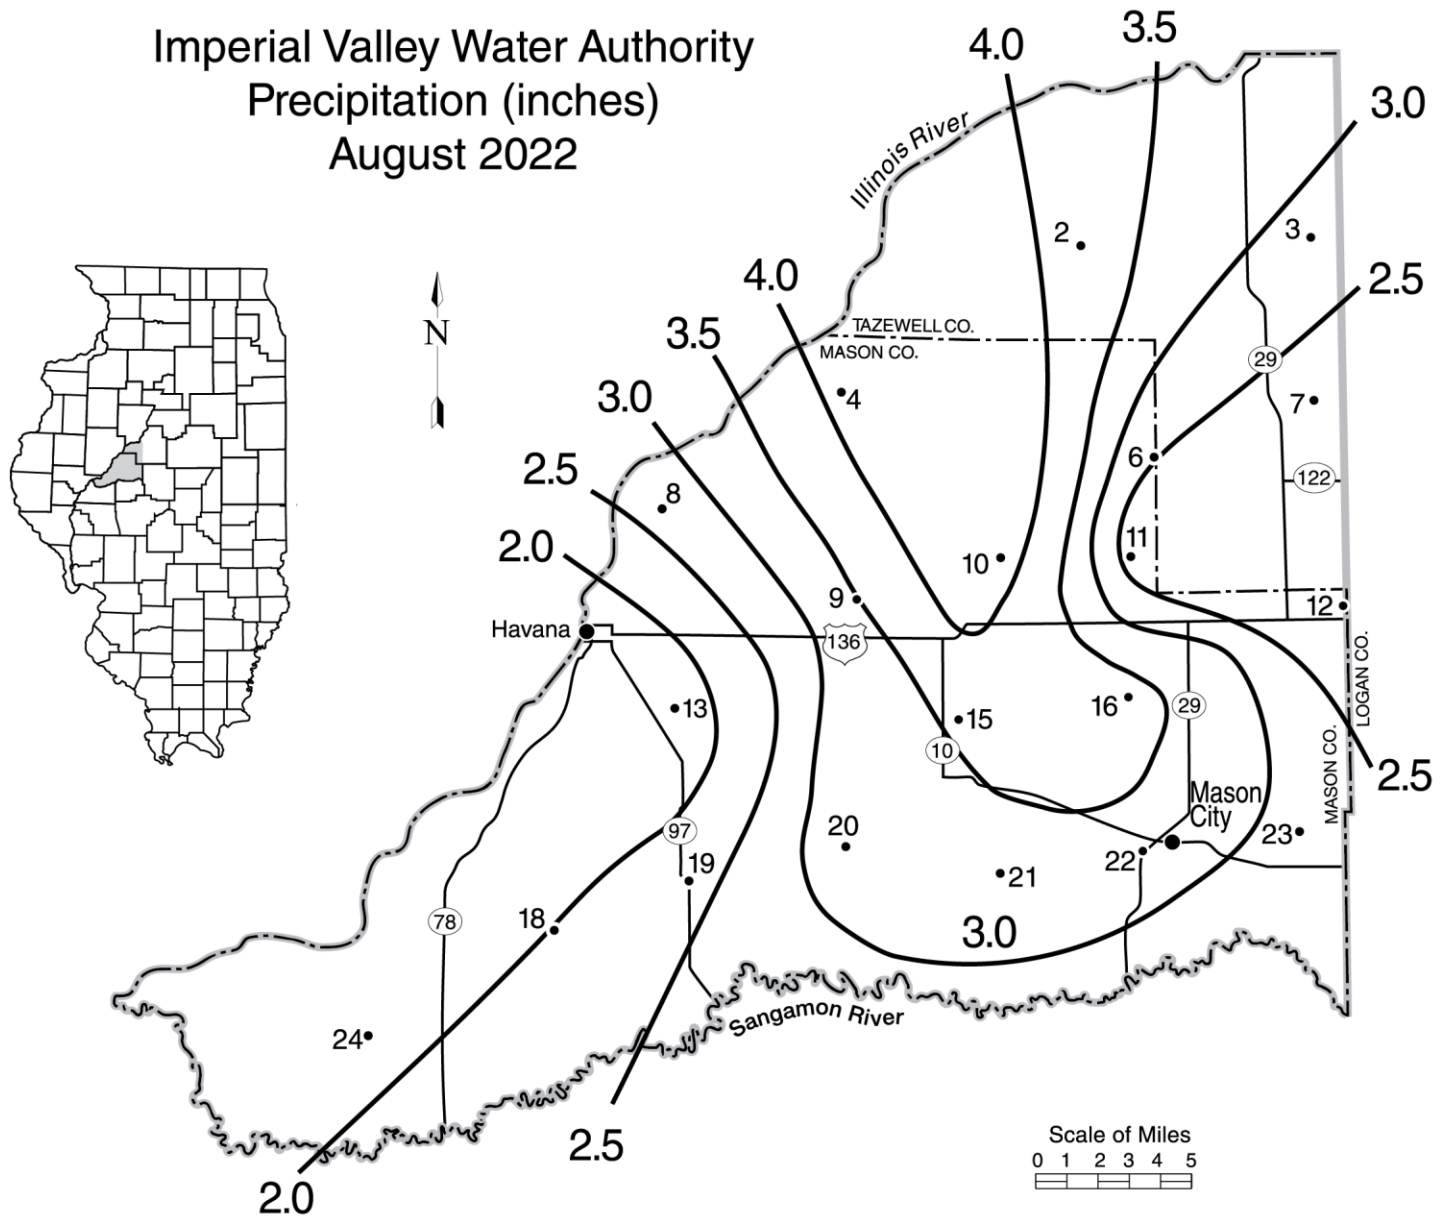 Imperial Valley Water Authority
Precipitation (inches)
August 2022
4.0
3.5
3.0
Illinois River
2
3
4.0
2.5
N
3.5
TAZEWELL CO.
MASON CO.
29
4
7
3.0
6
122
2.5
8
11
2.0
10
9
12
Havana
136
LOGAN CO.
13
16
29
15
10
MASON CO.
2.5
Mason
City
97
20
23
19
22
21
78
18
3.0
Sangamon River
24
2.5
2.0
Scale of Miles
0 1 2 3 4 5